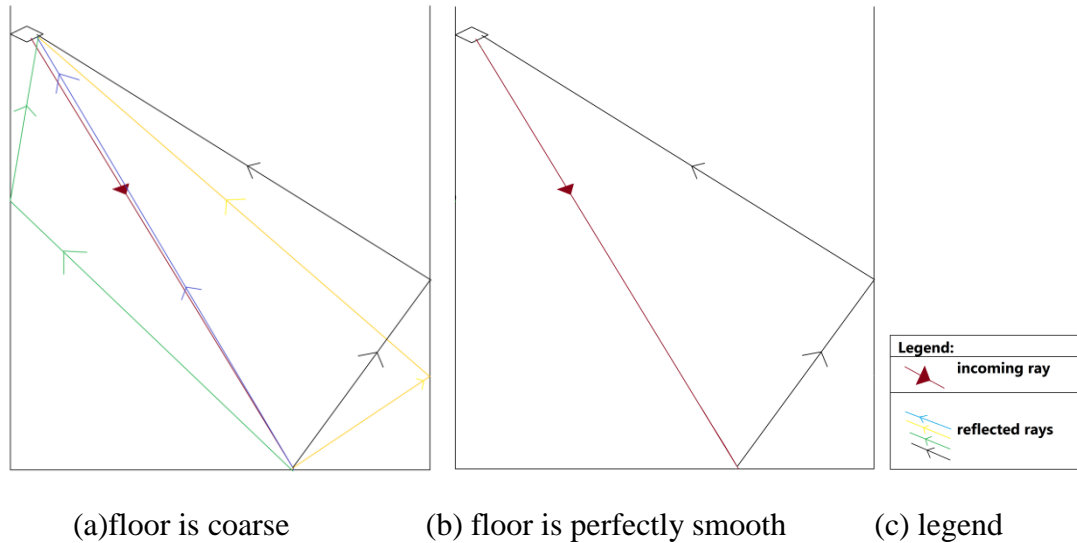 Legend:
incoming ray
reflected rays
(a)floor is coarse
(b) floor is perfectly smooth
(c) legend